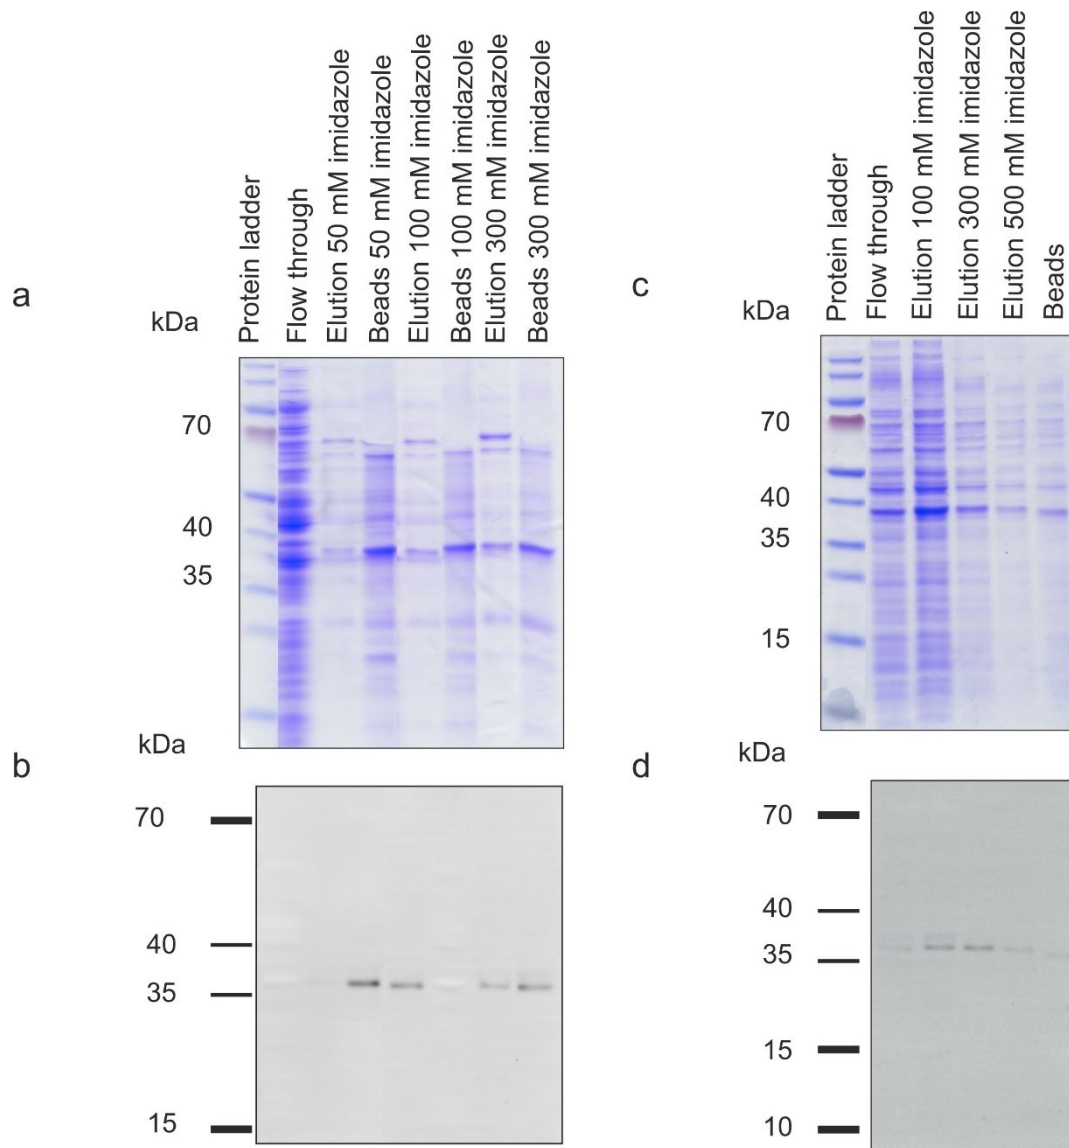 a
kDa
Protein ladder
Flow through
Elution 50 mM imidazole
Beads 50 mM imidazole
Elution 100 mM imidazole
Beads 100 mM imidazole
Elution 300 mM imidazole
Beads 300 mM imidazole
70
40
35
b
kDa
70
40
35
15
c
kDa
Protein ladder
Flow through
Elution 100 mM imidazole
Elution 300 mM imidazole
Elution 500 mM imidazole
Beads
70
40
35
15
d
kDa
70
40
35
15
10